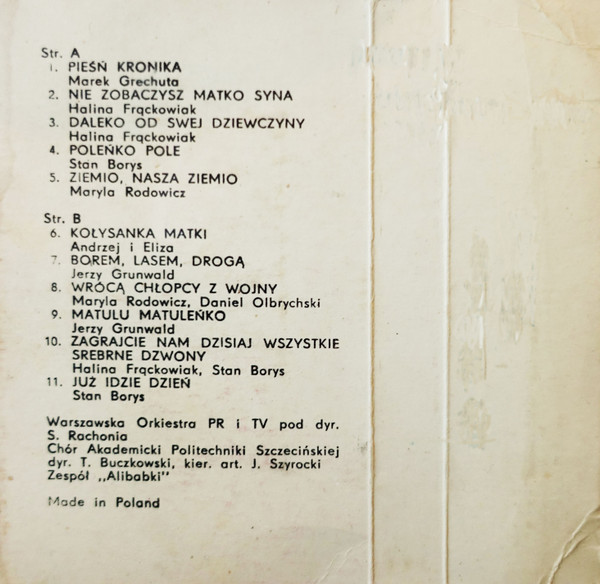 Str. A
1. PIEŚŃ KRONIKA
Marek Grechuta
2. NIE ZOBACZYSZ MATKO SYNA
Halina Frąckowiak
3. DALEKO OD SWEJ DZIEWCZYNY
Halina Frąckowiak
4. POLEŃKO POLE
Stan Borys
5. ZIEMIO, NASZA ZIEMIO
Maryla Rodowicz
Str. B
6. KOŁYSANKA MATKI
Andrzej i Eliza
7. BOREM, LASEM, DROGĄ
Jerzy Grunwald
8. WRÓCĄ CHŁOPCY Z WOJNY
Maryla Rodowicz, Daniel Olbrychski
9. MATULU MATULEŃKO
Jerzy Grunwald
10. ZAGRAJCIE NAM DZISIAJ WSZYSTKIE
SREBRNE DZWONY
Halina Frąckowiak, Stan Borys
11. JUŻ IDZIE DZIEŃ
Stan Borys
Warszawska Orkiestra PR i TV pod dyr.
S. Rachonia
Chór Akademicki Politechniki Szczecińskiej
dyr. T. Buczkowski, kier. art. J. Szyrocki
Zespół „Alibabki"
Made in Poland